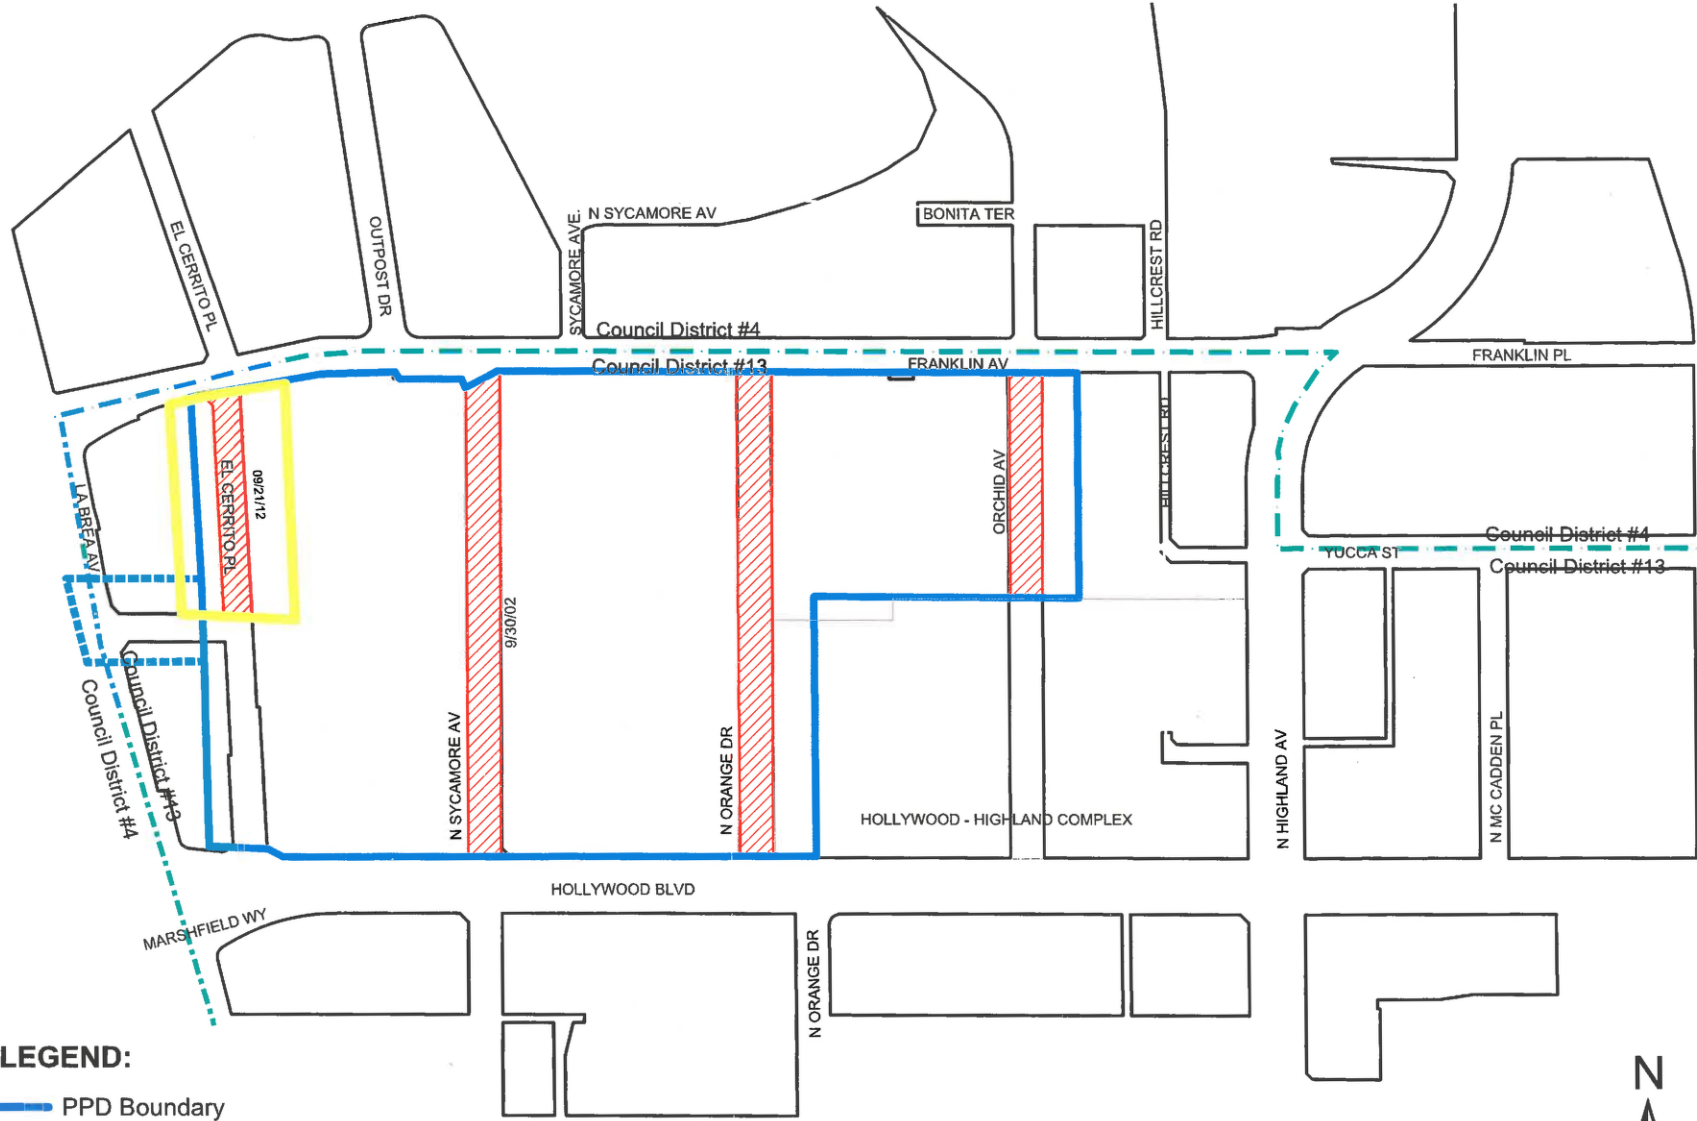 EL CERRITO PL
OUTPOST DR
SYCAMORE AVE.
N SYCAMORE AV
BONITA TER
HILLCREST RD
Council District #4
Council District #13
FRANKLIN AV
FRANKLIN PL
LA BREA AV
EL CERRITO PL
09/21/12
ORCHID AV
HILLCREST RD
Council District #4
YUCCA ST
Council District #13
9/30/02
Council District #13
Council District #4
N SYCAMORE AV
N ORANGE DR
HOLLYWOOD - HIGHLAND COMPLEX
N HIGHLAND AV
N MC CADDEN PL
HOLLYWOOD BLVD
MARSHFIELD WY
N ORANGE DR
LEGEND:
PPD Boundary
N